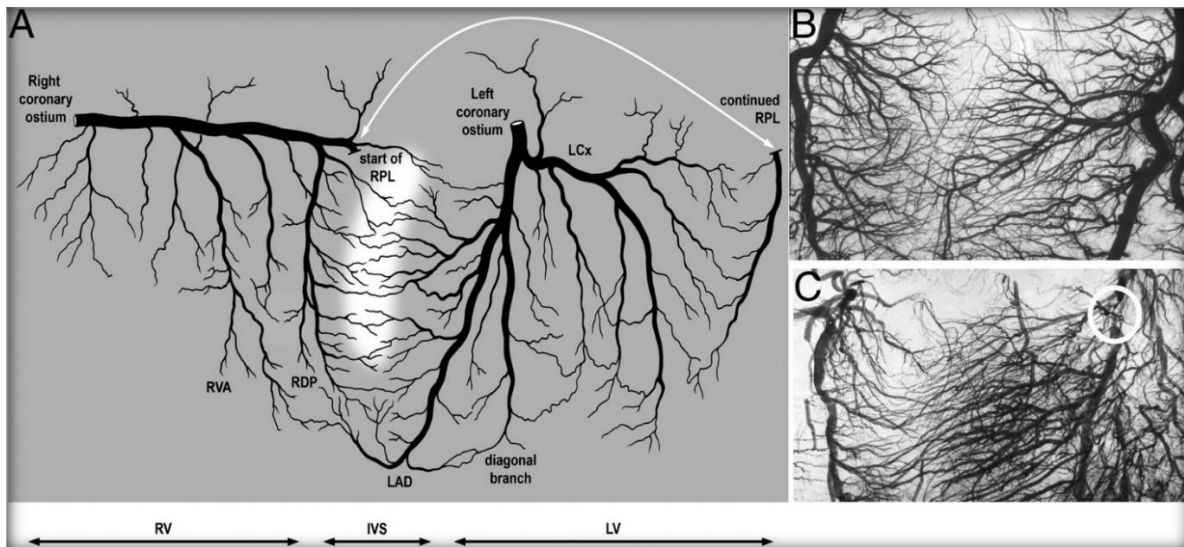 A
B
Right
coronary
ostium
Left
coronary
ostium
continued
RPL
LCx
start of
RPL
C
RVA
RDP
LAD
diagonal
branch
RV
IVS
LV